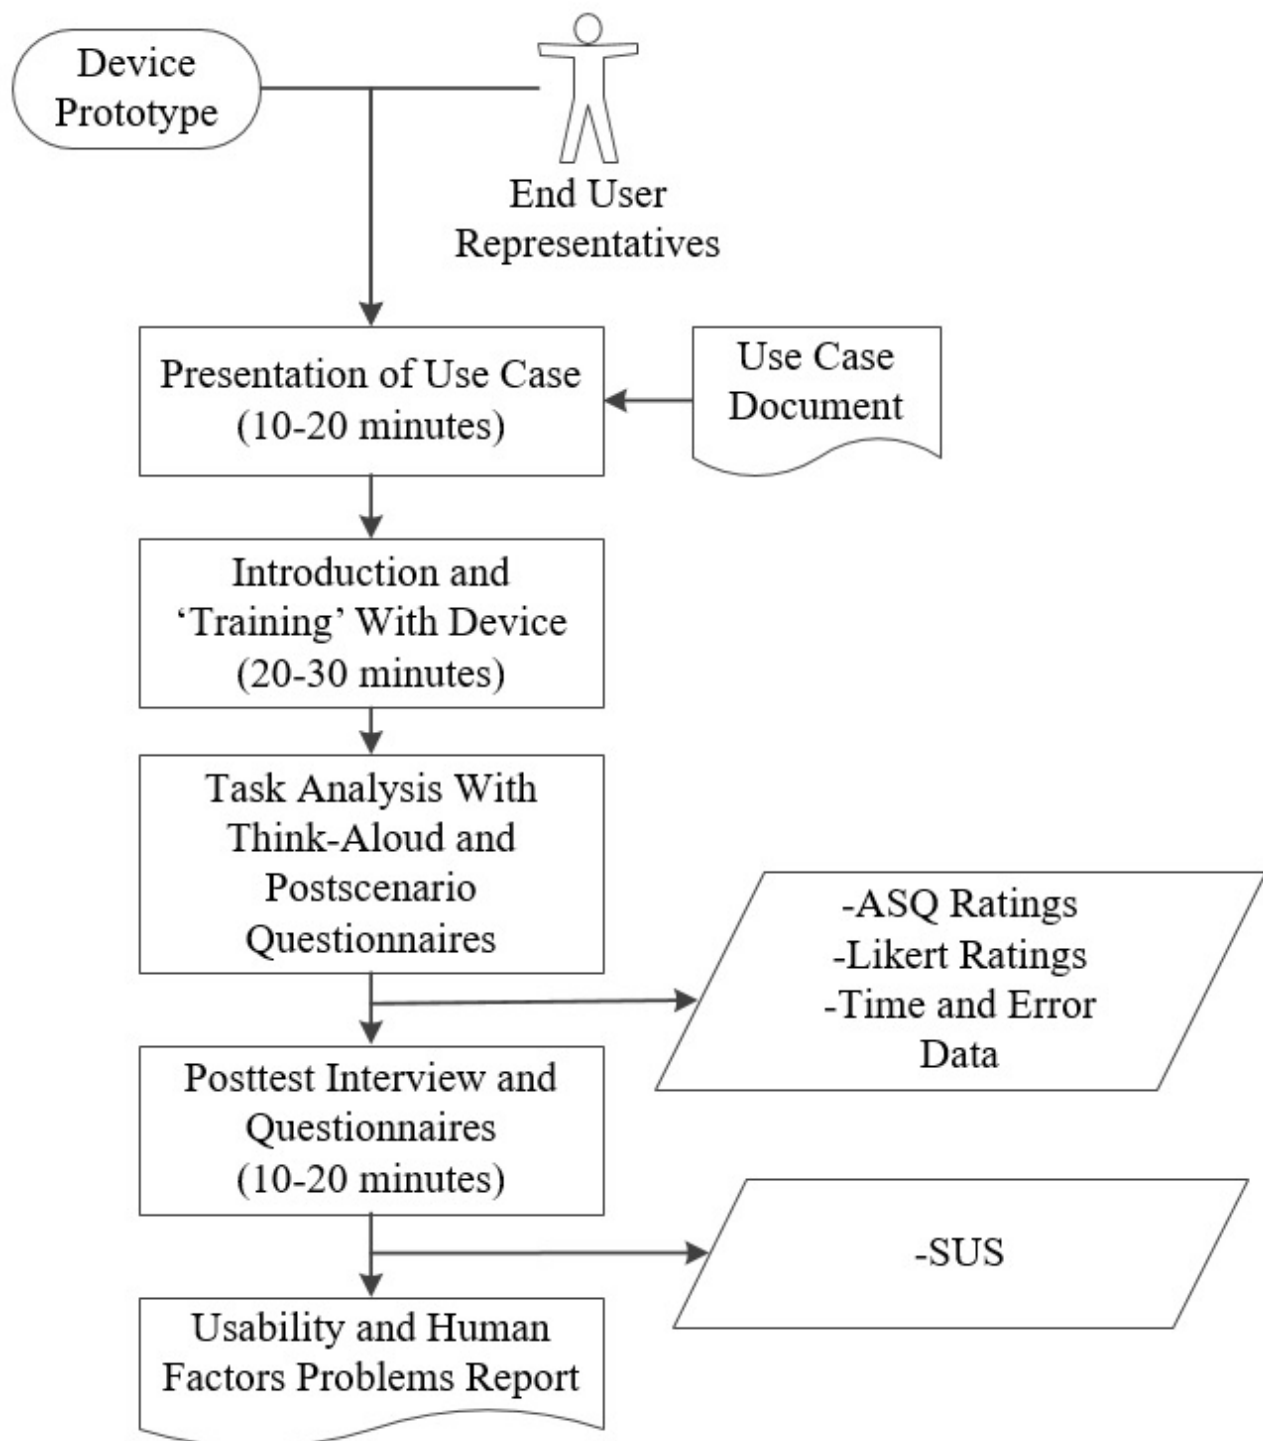 Device
Prototype
End User
Representatives
Presentation of Use Case
(10-20 minutes)
Use Case
Document
Introduction and
‘Training’ With Device
(20-30 minutes)
Task Analysis With
Think-Aloud and
Postscenario
Questionnaires
-ASQ Ratings
-Likert Ratings
-Time and Error
Data
Posttest Interview and
Questionnaires
(10-20 minutes)
-SUS
Usability and Human
Factors Problems Report